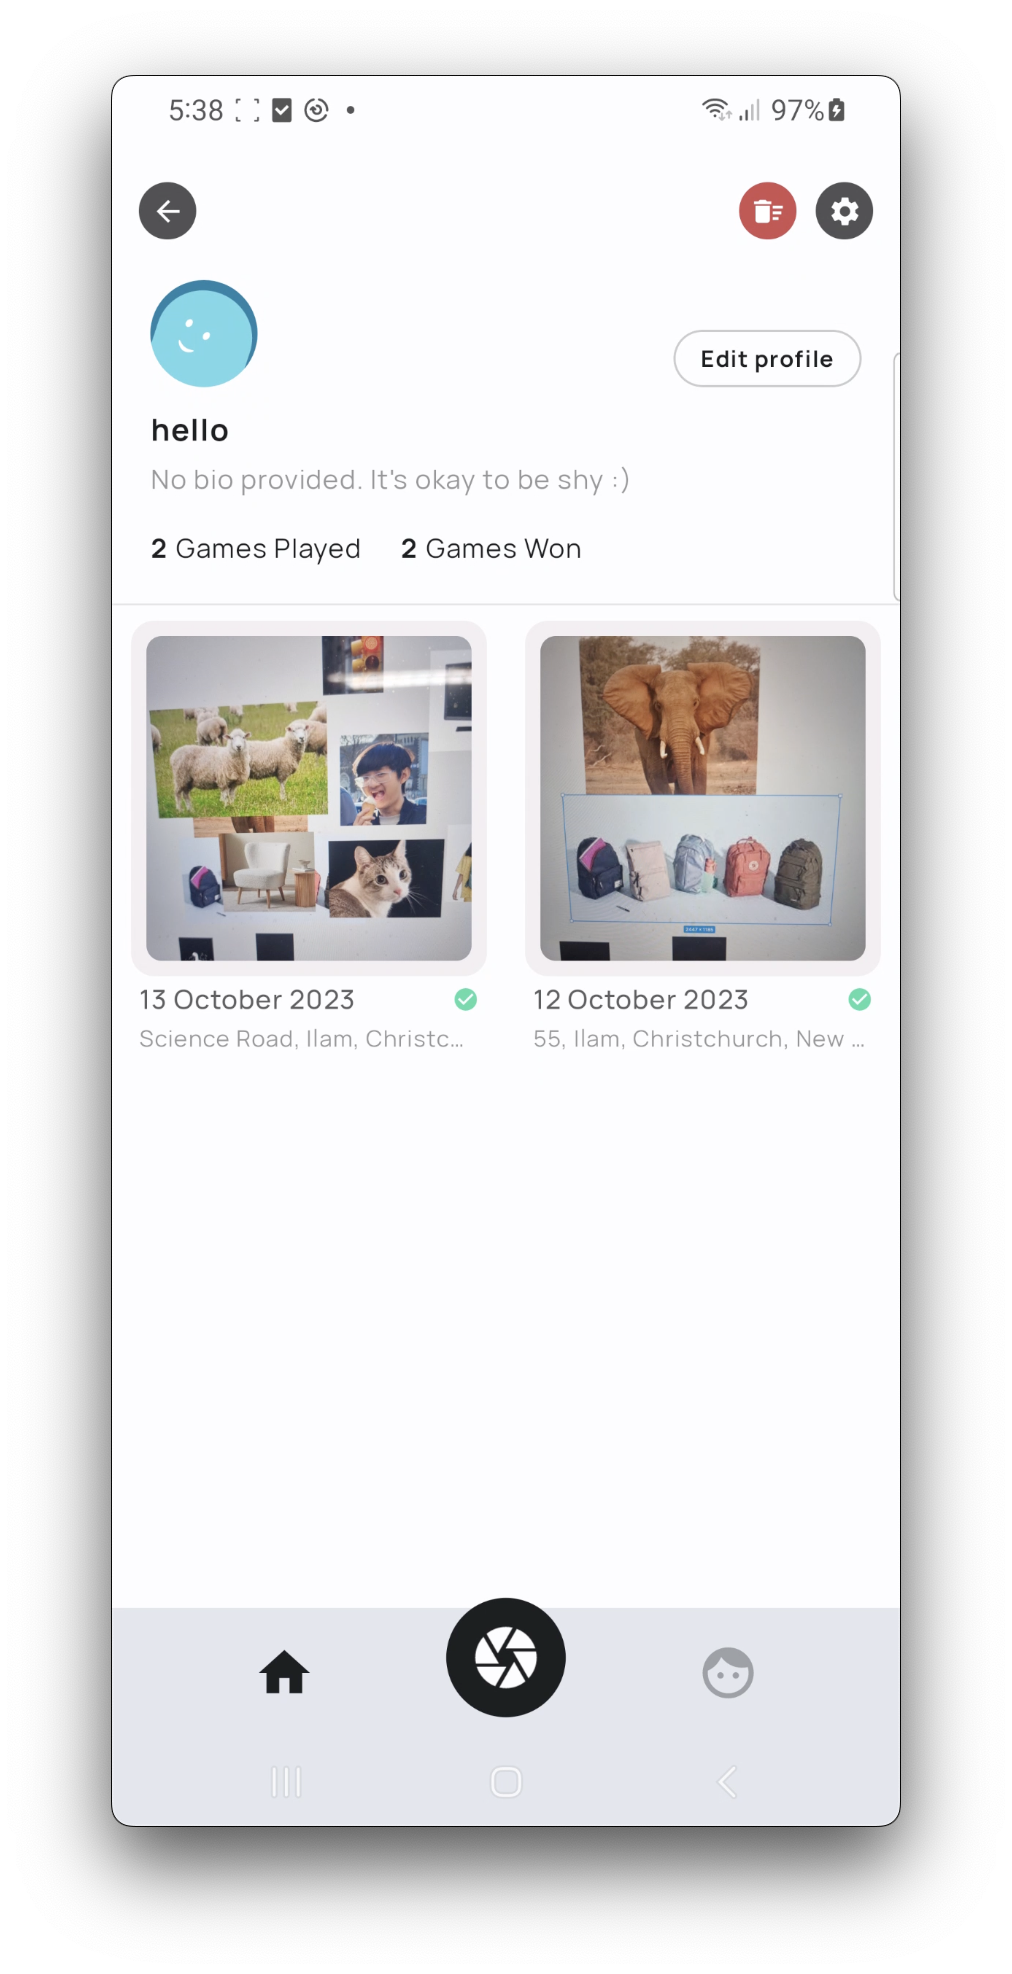 5:38 97%
Edit profile
hello
No bio provided. It's okay to be shy :)
2 Games Played 2 Games Won
13 October 2023
Science Road, Ilam, Christc...
12 October 2023
55, Ilam, Christchurch, New ...